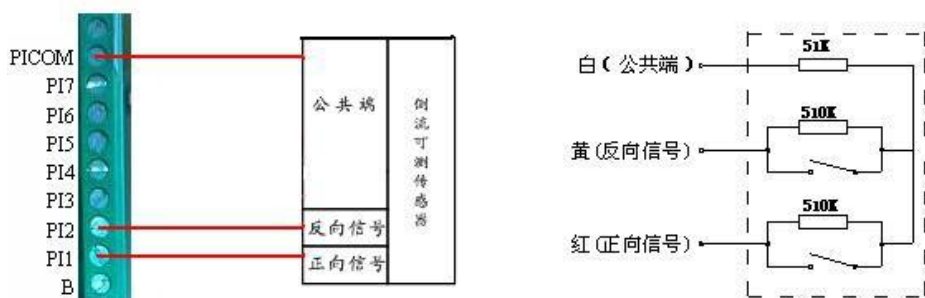 PICOM
PI7
PI6
PI5
PI4
PI3
PI2
PI1
B
公共端
反向信号
正向信号
倒流可测传感器
51K
白(公共端)
510K
黄(反向信号)
510K
红(正向信号)